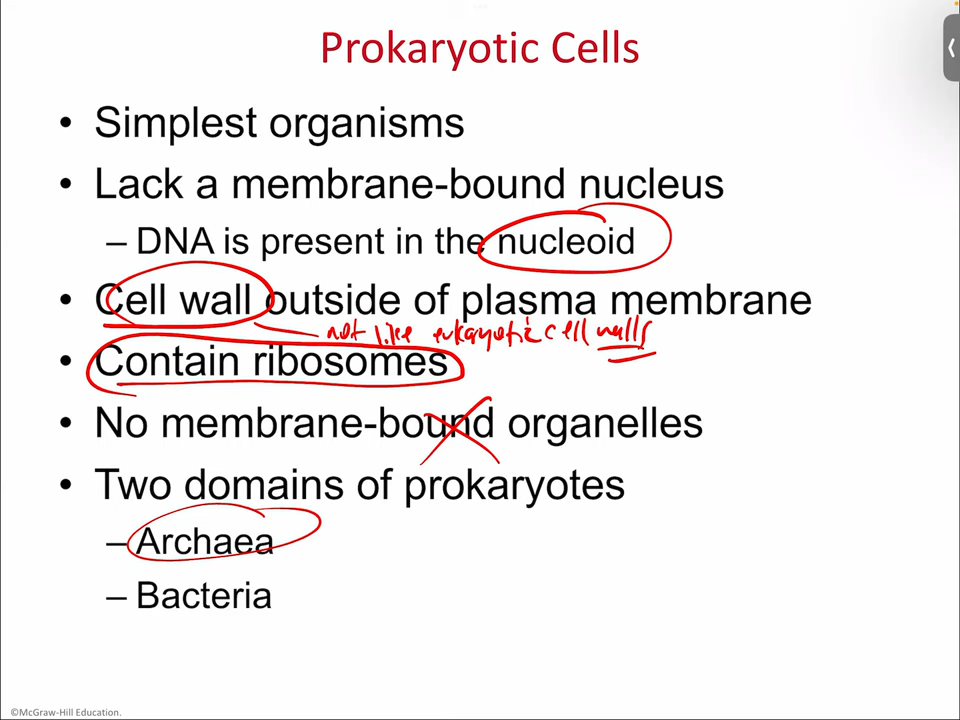 Prokaryotic Cells
• Simplest organisms
• Lack a membrane-bound nucleus
– DNA is present in the nucleoid
• Cell wall outside of plasma membrane
not like eukaryotic cell walls
• Contain ribosomes
• No membrane-bound organelles
• Two domains of prokaryotes
– Archaea
– Bacteria
©McGraw-Hill Education.